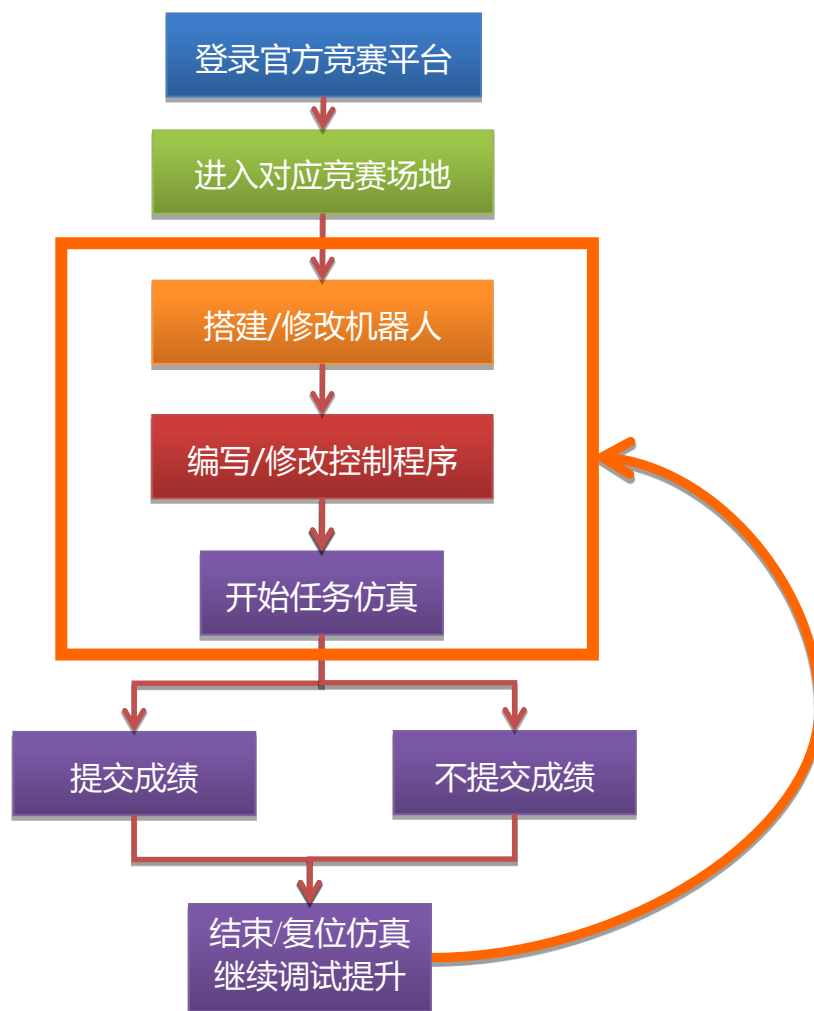 登录官方竞赛平台
进入对应竞赛场地
搭建/修改机器人
编写/修改控制程序
开始任务仿真
提交成绩
不提交成绩
结束/复位仿真
继续调试提升